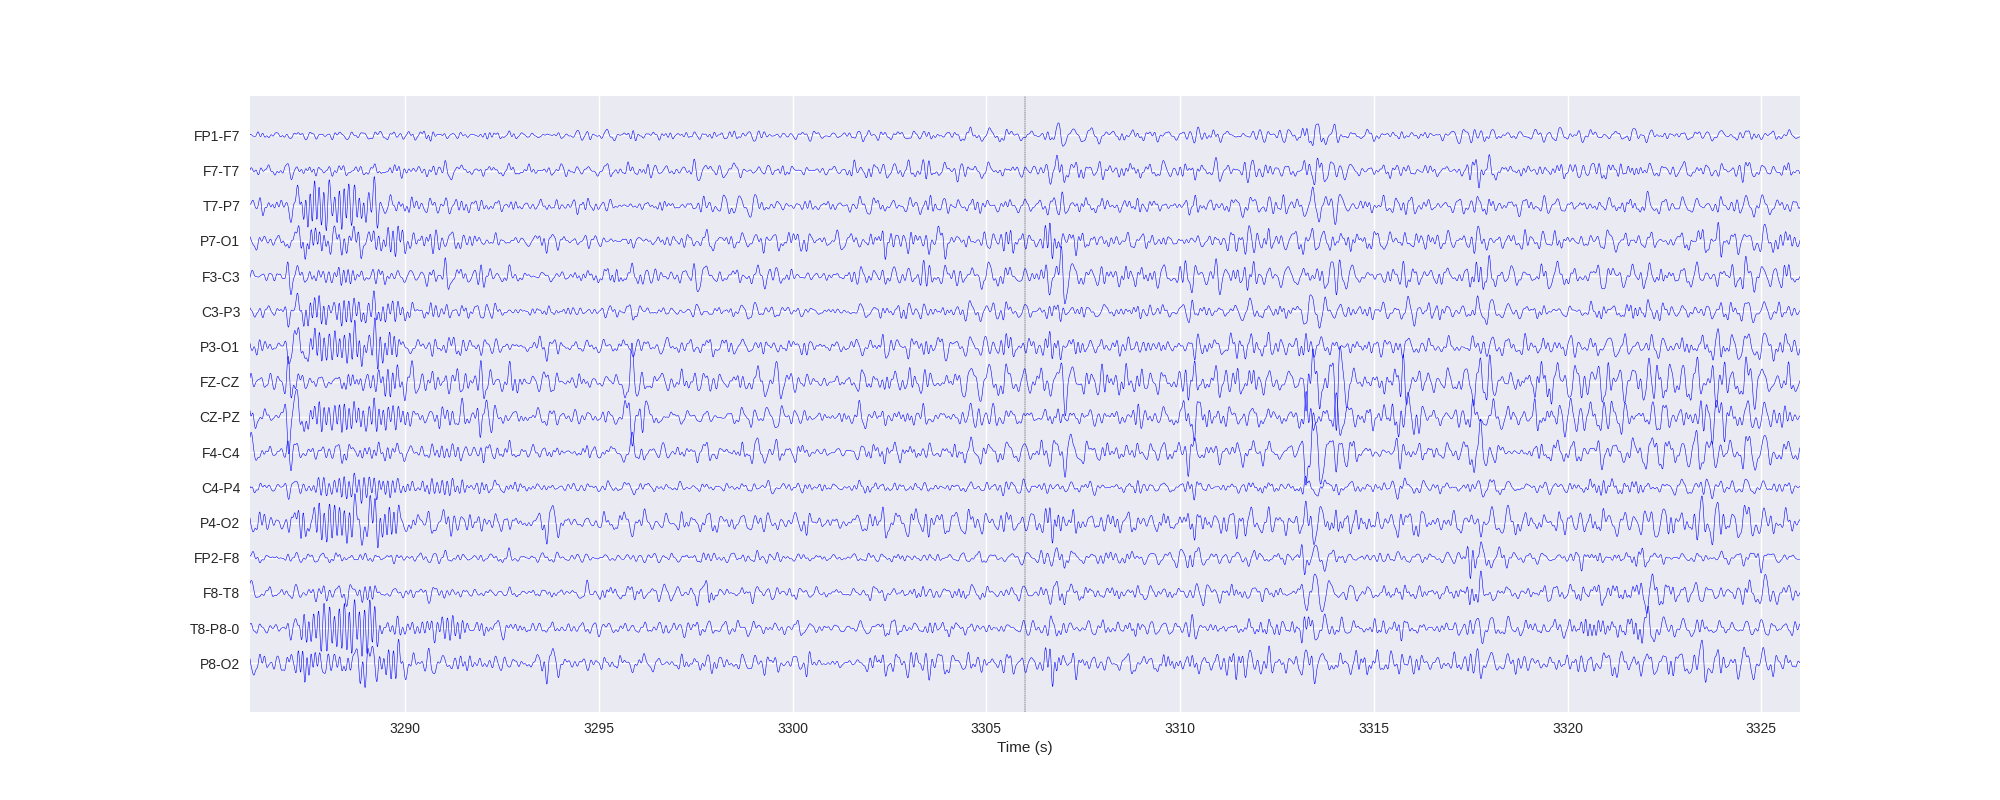 FP1-F7
F7-T7
T7-P7
P7-O1
F3-C3
C3-P3
P3-O1
FZ-CZ
CZ-PZ
F4-C4
C4-P4
P4-O2
FP2-F8
F8-T8
T8-P8-0
P8-O2
3290 3295 3300 3305 3310 3315 3320 3325
Time (s)